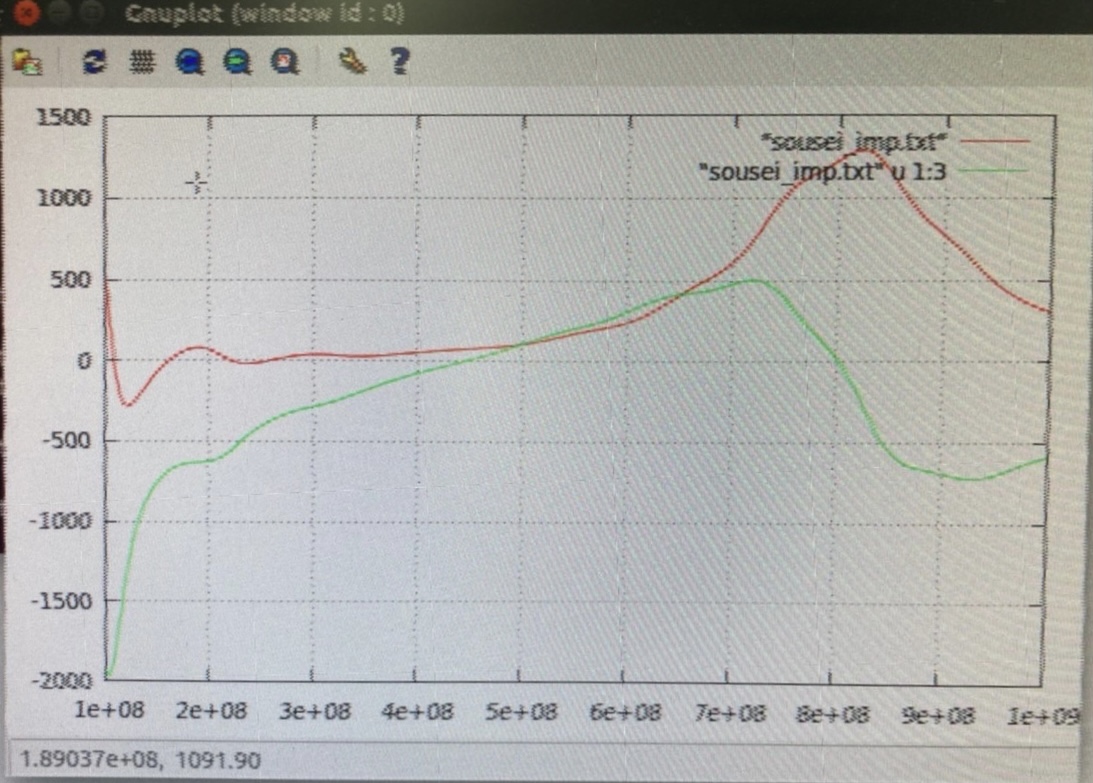 Gnuplot (window id : 0)
1500
"sousei_imp.txt"
"sousei_imp.txt" u 1:3
1000
500
0
-500
-1000
-1500
-2000
1e+08 2e+08 3e+08 4e+08 5e+08 6e+08 7e+08 8e+08 9e+08 1e+09
1.89037e+08, 1091.90